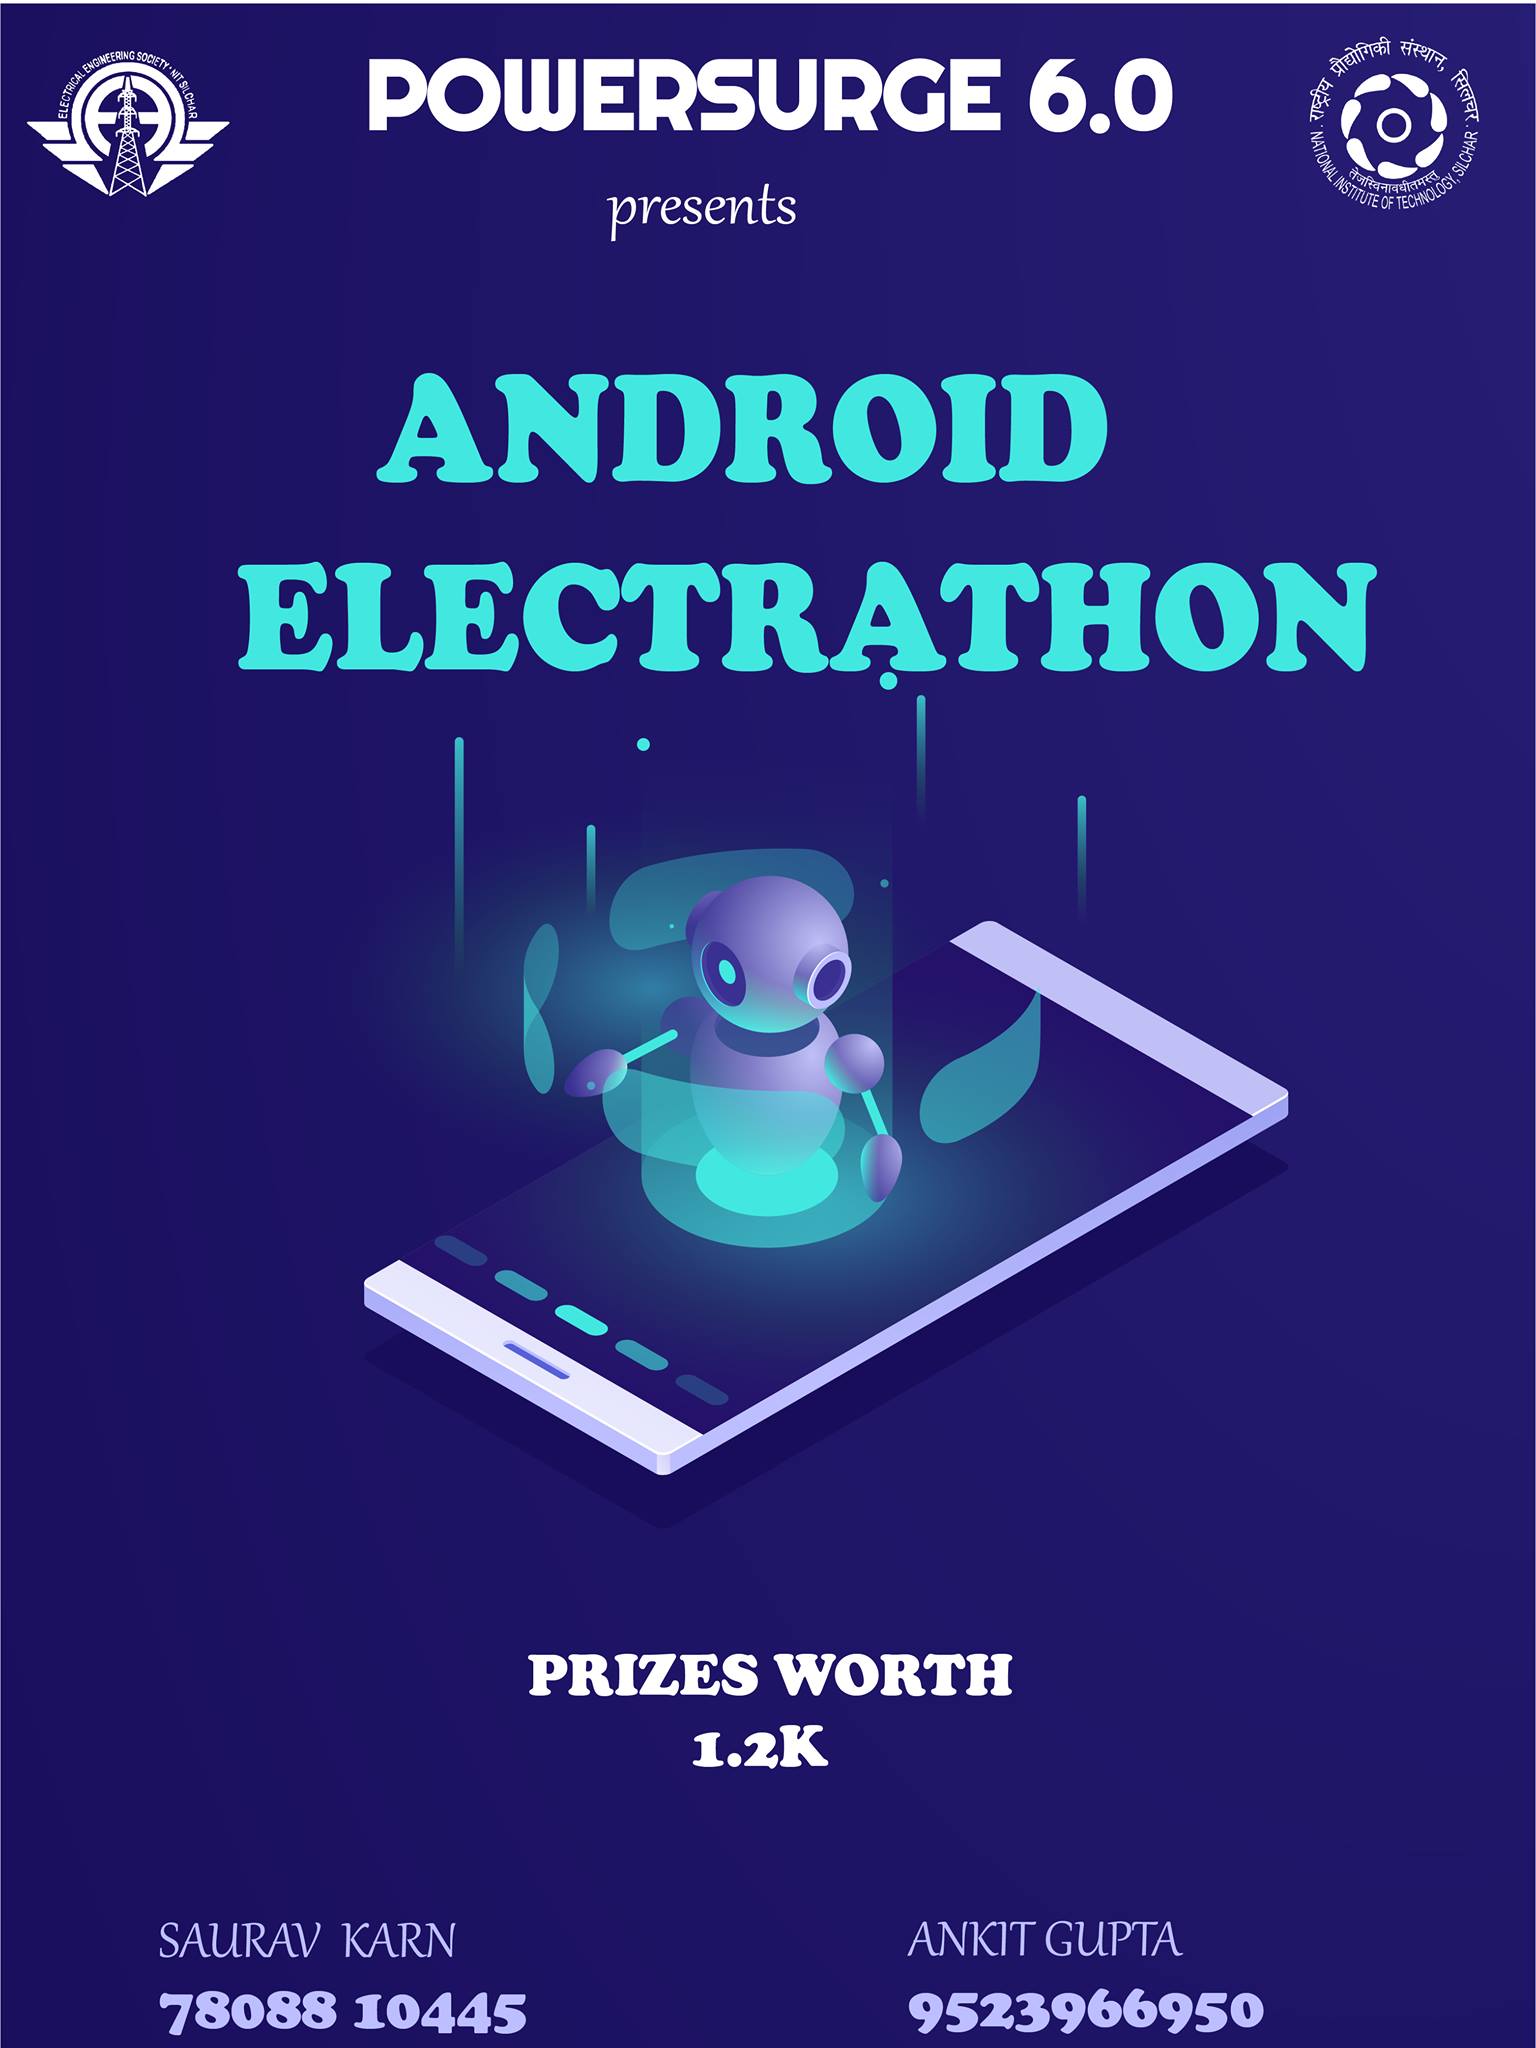 ELECTRICAL ENGINEERING SOCIETY · NIT SILCHAR
POWERSURGE 6.0
राष्ट्रीय प्रौद्योगिकी संस्थान, सिलचर
तेजस्विनावधीतमस्तु
NATIONAL INSTITUTE OF TECHNOLOGY, SILCHAR
presents
ANDROID
ELECTRATHON
PRIZES WORTH
1.2K
SAURAV KARN
78088 10445
ANKIT GUPTA
9523966950